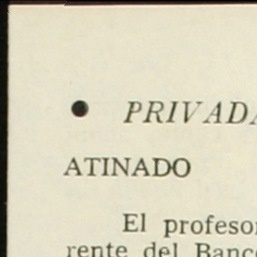 • PRIVADA
ATINADO
El profesor
rente del Banco